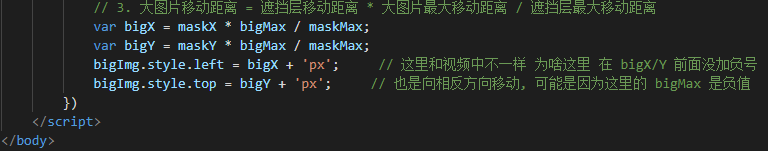 // 3. 大图片移动距离 = 遮挡层移动距离 * 大图片最大移动距离 / 遮挡层最大移动距离
var bigX = maskX * bigMax / maskMax;
var bigY = maskY * bigMax / maskMax;
bigImg.style.left = bigX + 'px';      // 这里和视频中不一样 为啥这里 在 bigX/Y 前面没加负号
bigImg.style.top = bigY + 'px';      // 也是向相反方向移动, 可能是因为这里的 bigMax 是负值
})
</script>
</body>